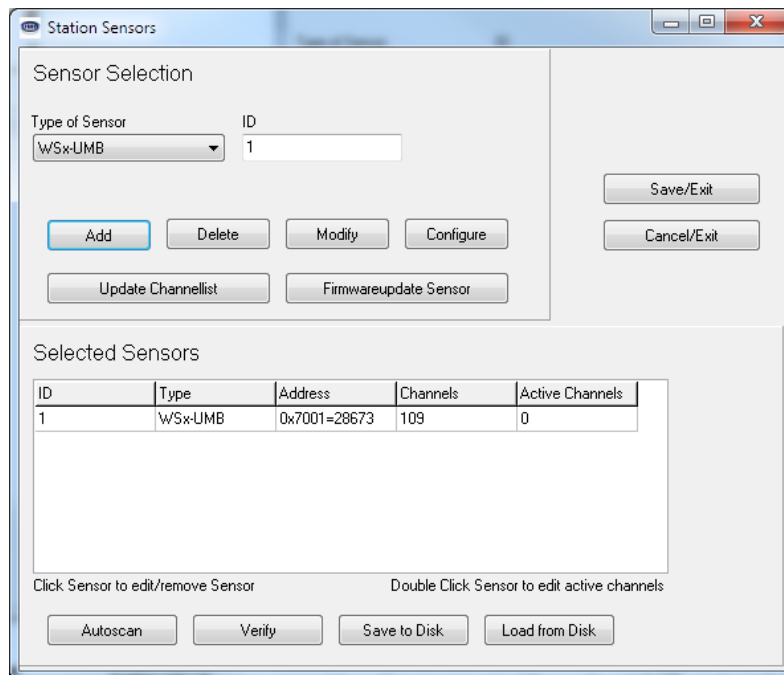 Station Sensors
Sensor Selection
Type of Sensor ID
WSx-UMB 1
Save/Exit
Add Delete Modify Configure Cancel/Exit
Update Channellist Firmwareupdate Sensor
Selected Sensors
ID Type Address Channels Active Channels
1 WSx-UMB 0x7001=28673 109 0
Click Sensor to edit/remove Sensor Double Click Sensor to edit active channels
Autoscan Verify Save to Disk Load from Disk